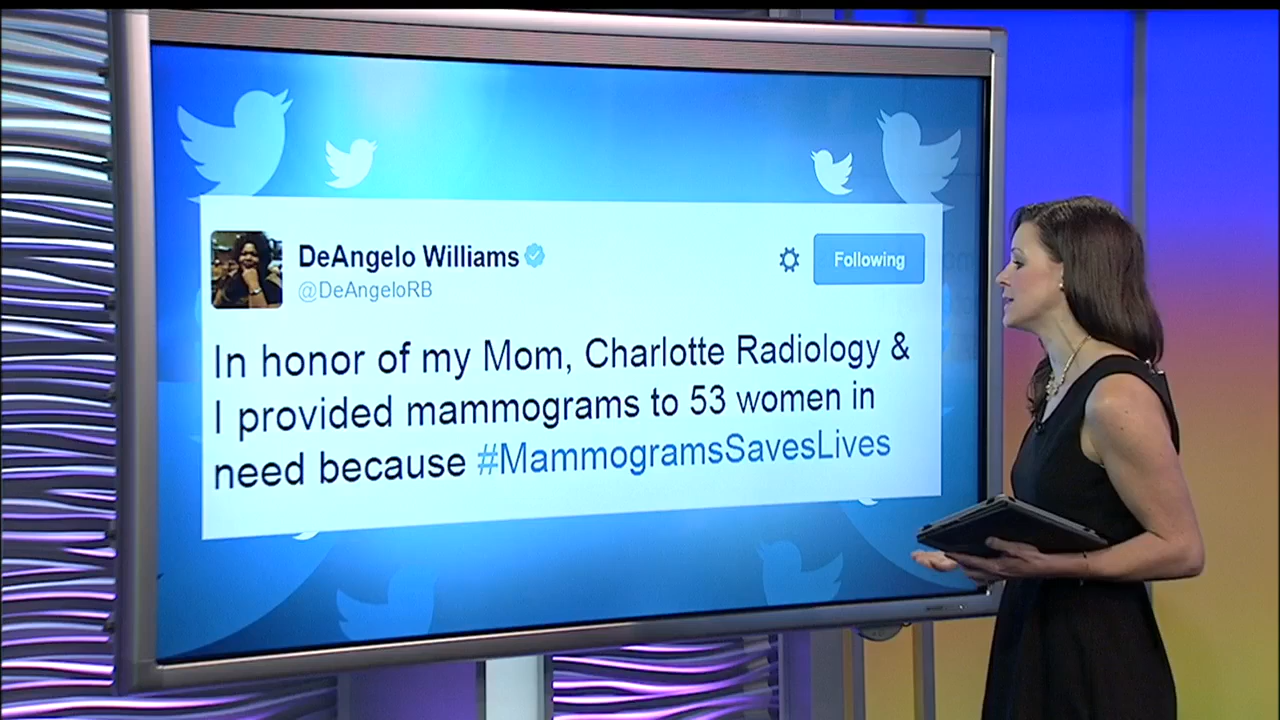 DeAngelo Williams
@DeAngeloRB
Following
In honor of my Mom, Charlotte Radiology &
I provided mammograms to 53 women in
need because #MammogramsSavesLives